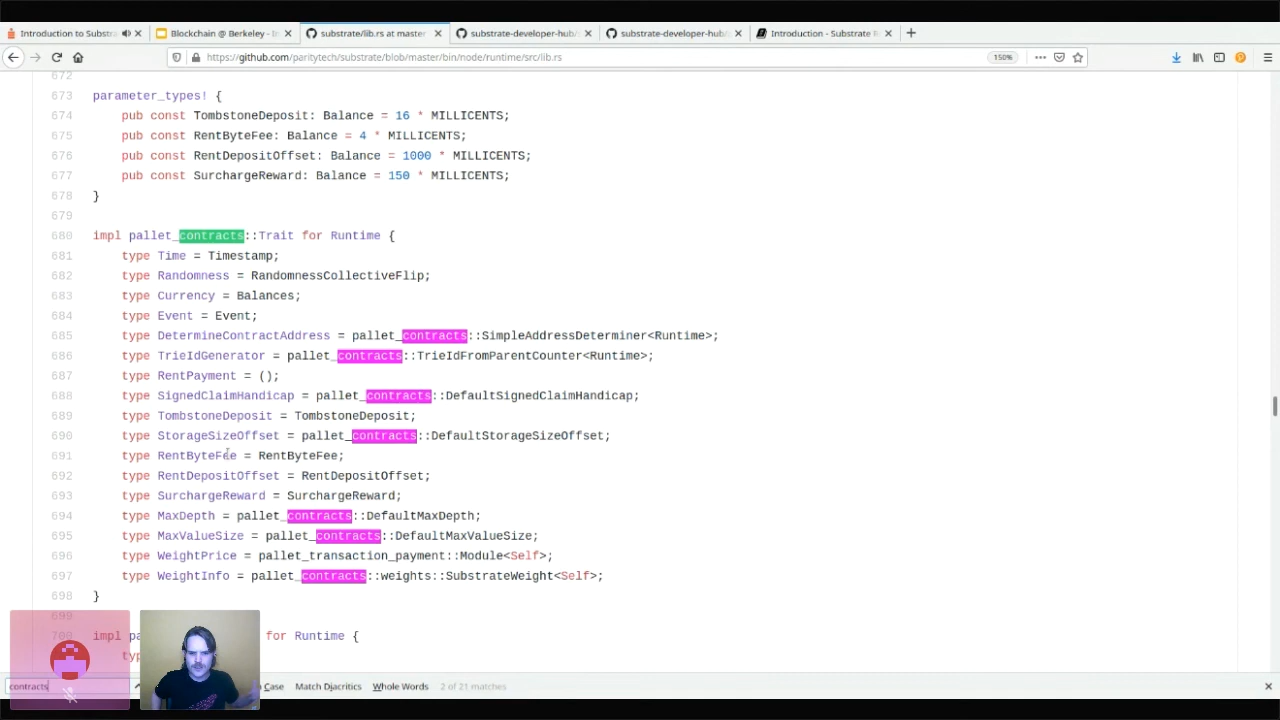 Introduction to Substra
Blockchain @ Berkeley - In
substrate/lib.rs at master
substrate-developer-hub/
substrate-developer-hub/
Introduction - Substrate R
https://github.com/paritytech/substrate/blob/master/bin/node/runtime/src/lib.rs
150%
672
673 parameter_types! {
674 pub const TombstoneDeposit: Balance = 16 * MILLICENTS;
675 pub const RentByteFee: Balance = 4 * MILLICENTS;
676 pub const RentDepositOffset: Balance = 1000 * MILLICENTS;
677 pub const SurchargeReward: Balance = 150 * MILLICENTS;
678 }
679
680 impl pallet_contracts::Trait for Runtime {
681 type Time = Timestamp;
682 type Randomness = RandomnessCollectiveFlip;
683 type Currency = Balances;
684 type Event = Event;
685 type DetermineContractAddress = pallet_contracts::SimpleAddressDeterminer<Runtime>;
686 type TrieIdGenerator = pallet_contracts::TrieIdFromParentCounter<Runtime>;
687 type RentPayment = ();
688 type SignedClaimHandicap = pallet_contracts::DefaultSignedClaimHandicap;
689 type TombstoneDeposit = TombstoneDeposit;
690 type StorageSizeOffset = pallet_contracts::DefaultStorageSizeOffset;
691 type RentByteFee = RentByteFee;
692 type RentDepositOffset = RentDepositOffset;
693 type SurchargeReward = SurchargeReward;
694 type MaxDepth = pallet_contracts::DefaultMaxDepth;
695 type MaxValueSize = pallet_contracts::DefaultMaxValueSize;
696 type WeightPrice = pallet_transaction_payment::Module<Self>;
697 type WeightInfo = pallet_contracts::weights::SubstrateWeight<Self>;
698 }
699
700 impl for Runtime {
contracts
Case
Match Diacritics
Whole Words
2 of 21 matches